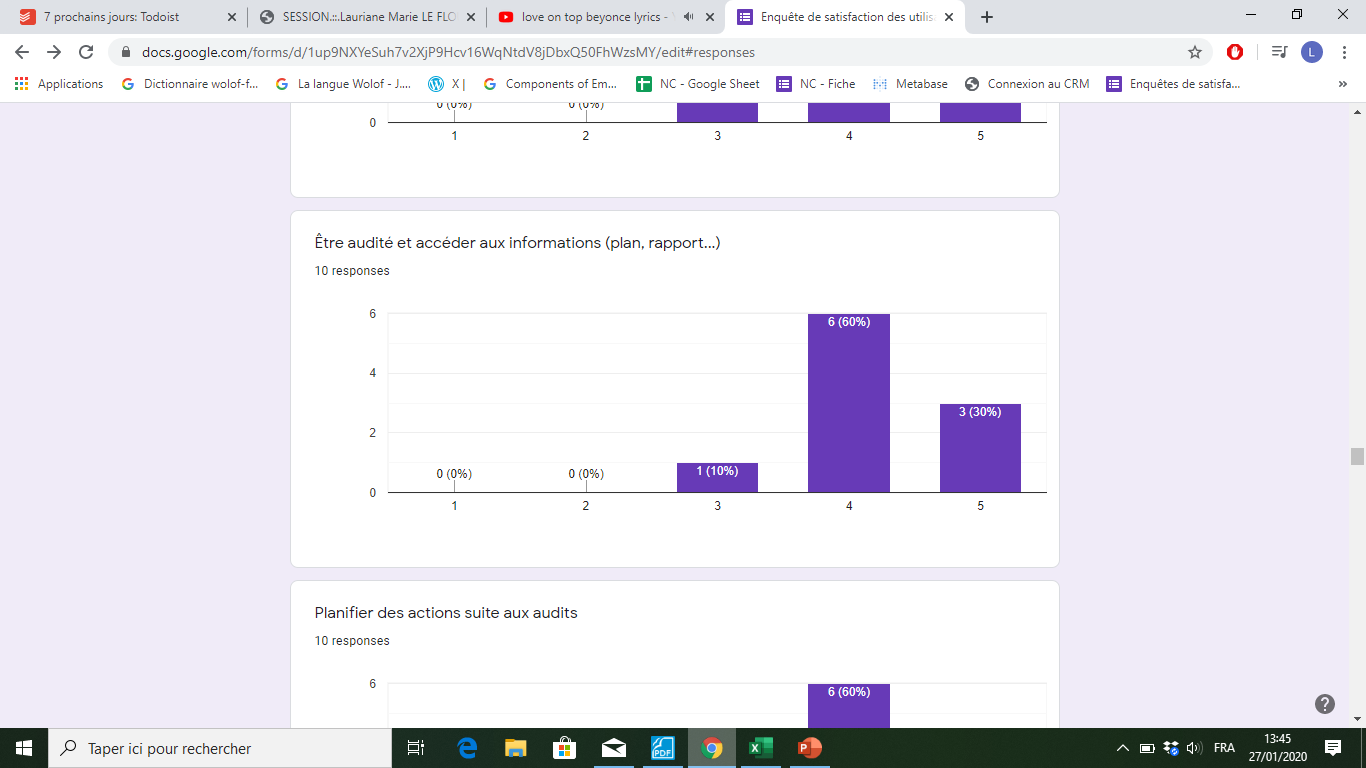 7 prochains jours: Todoist
SESSION.::.Lauriane Marie LE FLO
love on top beyonce lyrics - Y
Enquête de satisfaction des utilisa
docs.google.com/forms/d/1up9NXYeSuh7v2XjP9Hcv16WqNtdV8jDbxQ50FhWzsMY/edit#responses
L
Applications
Dictionnaire wolof-f...
La langue Wolof - J....
X |
Components of Em...
NC - Google Sheet
NC - Fiche
Metabase
Connexion au CRM
Enquêtes de satisfa...
»
0 (0%) 0 (0%)
0
1 2 3 4 5
Être audité et accéder aux informations (plan, rapport...)
10 responses
6
6 (60%)
4
3 (30%)
2
0 (0%) 0 (0%) 1 (10%)
0
1 2 3 4 5
Planifier des actions suite aux audits
10 responses
6
6 (60%)
?
Taper ici pour rechercher
PDF
FRA
13:45
27/01/2020